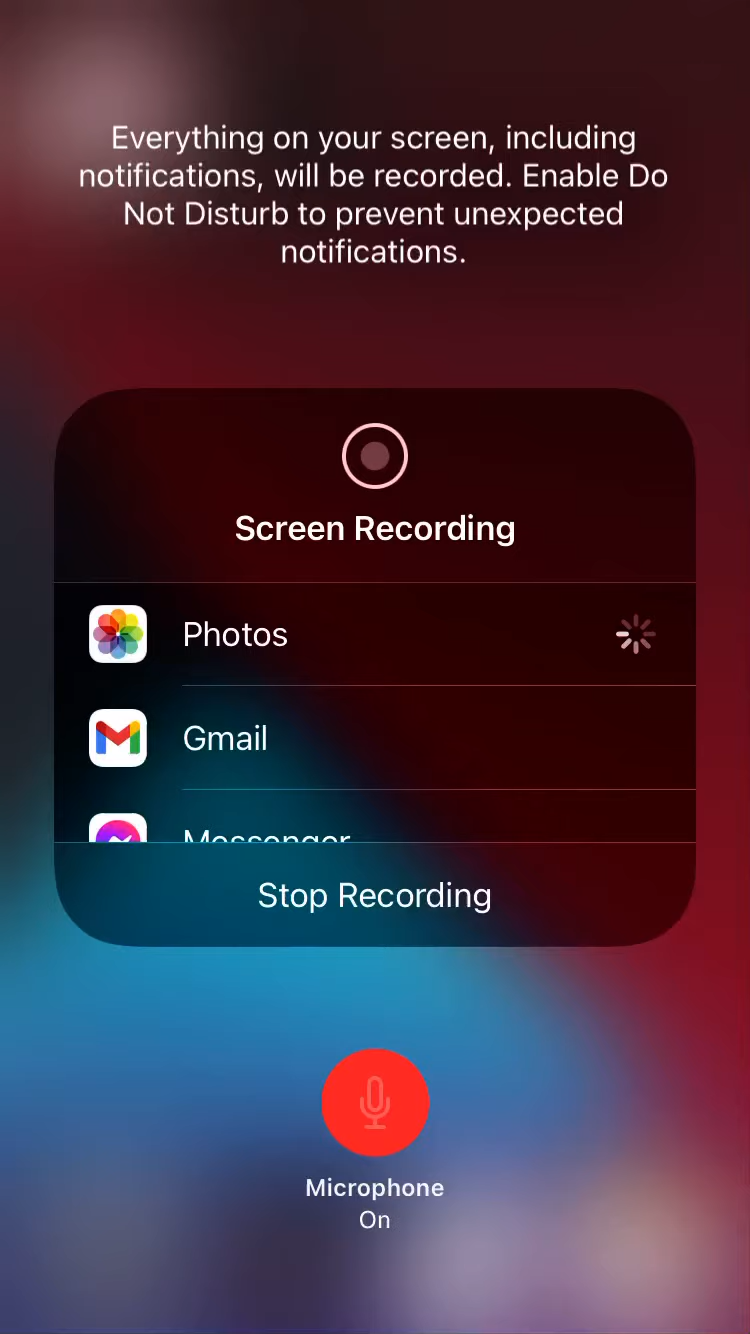 Everything on your screen, including
notifications, will be recorded. Enable Do
Not Disturb to prevent unexpected
notifications.
Screen Recording
Photos
Gmail
Messenger
Stop Recording
Microphone
On